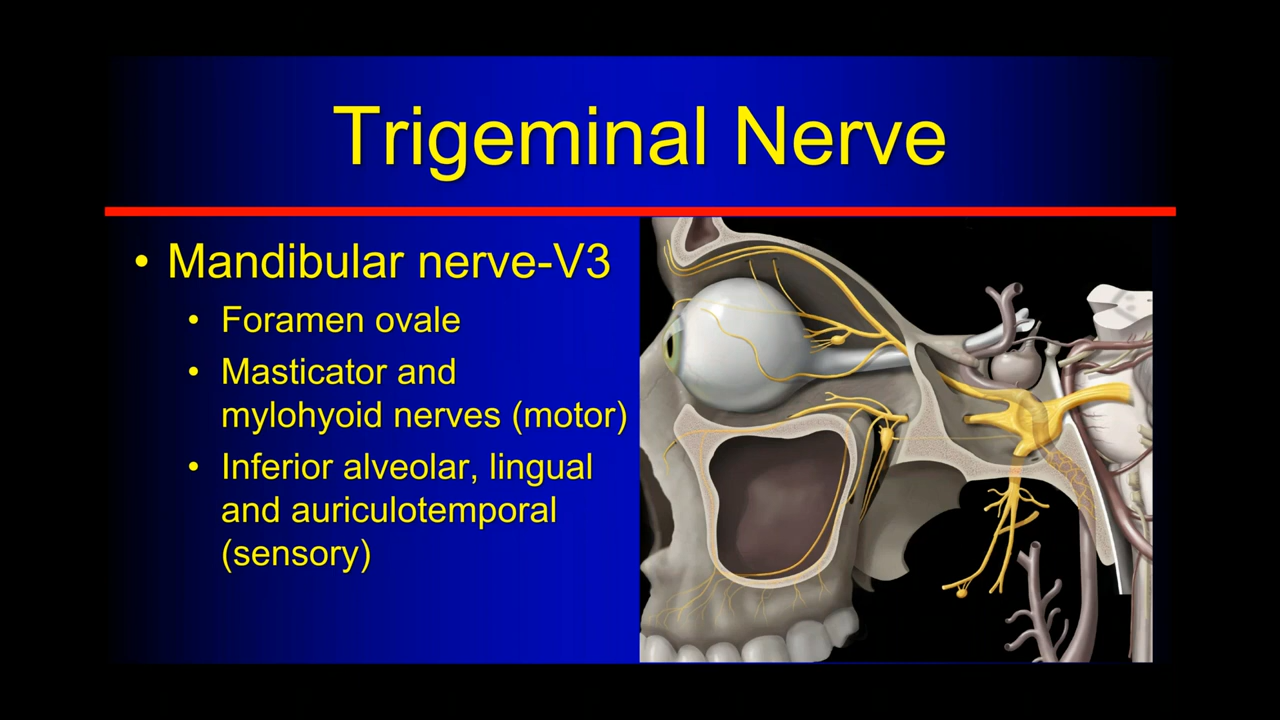 Trigeminal Nerve
• Mandibular nerve-V3
• Foramen ovale
• Masticator and
mylohyoid nerves (motor)
• Inferior alveolar, lingual
and auriculotemporal
(sensory)